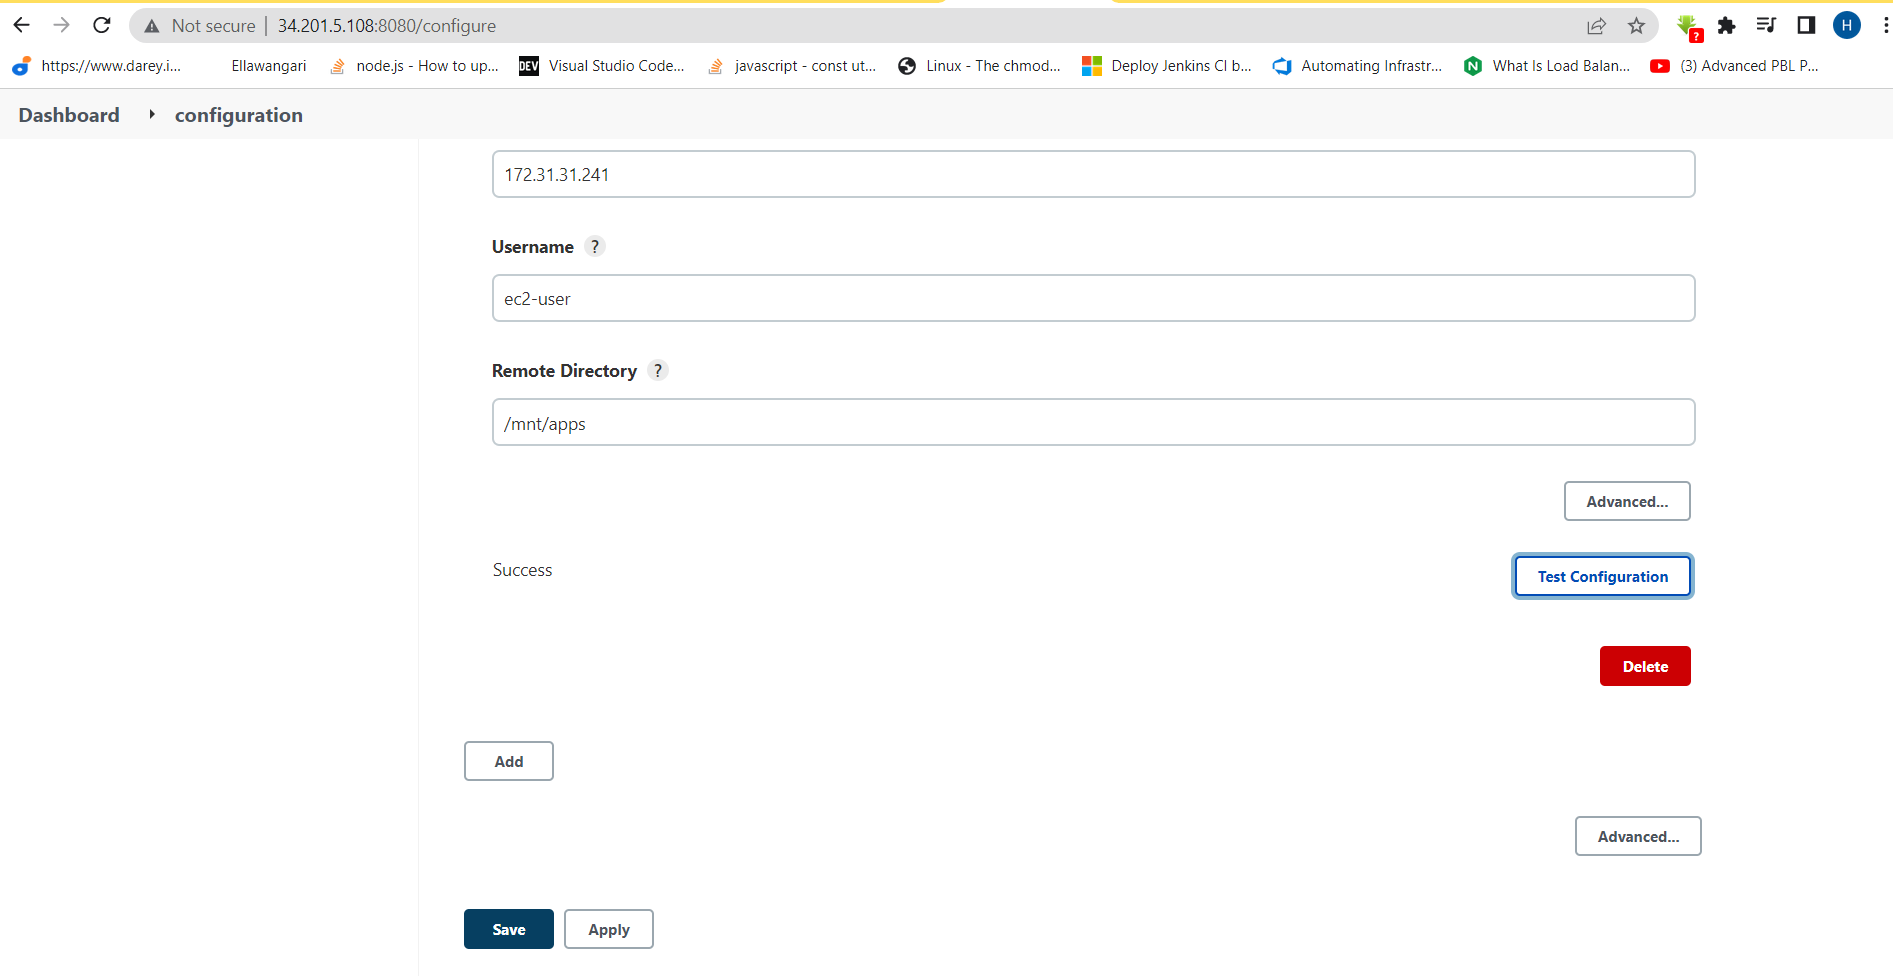 Not secure | 34.201.5.108:8080/configure
H
https://www.darey.i... Ellawangari node.js - How to up... DEV Visual Studio Code... javascript - const ut... Linux - The chmod... Deploy Jenkins CI b... Automating Infrastr... N What Is Load Balan... (3) Advanced PBL P...
Dashboard configuration
172.31.31.241
Username ?
ec2-user
Remote Directory ?
/mnt/apps
Advanced...
Success Test Configuration
Delete
Add
Advanced...
Save Apply